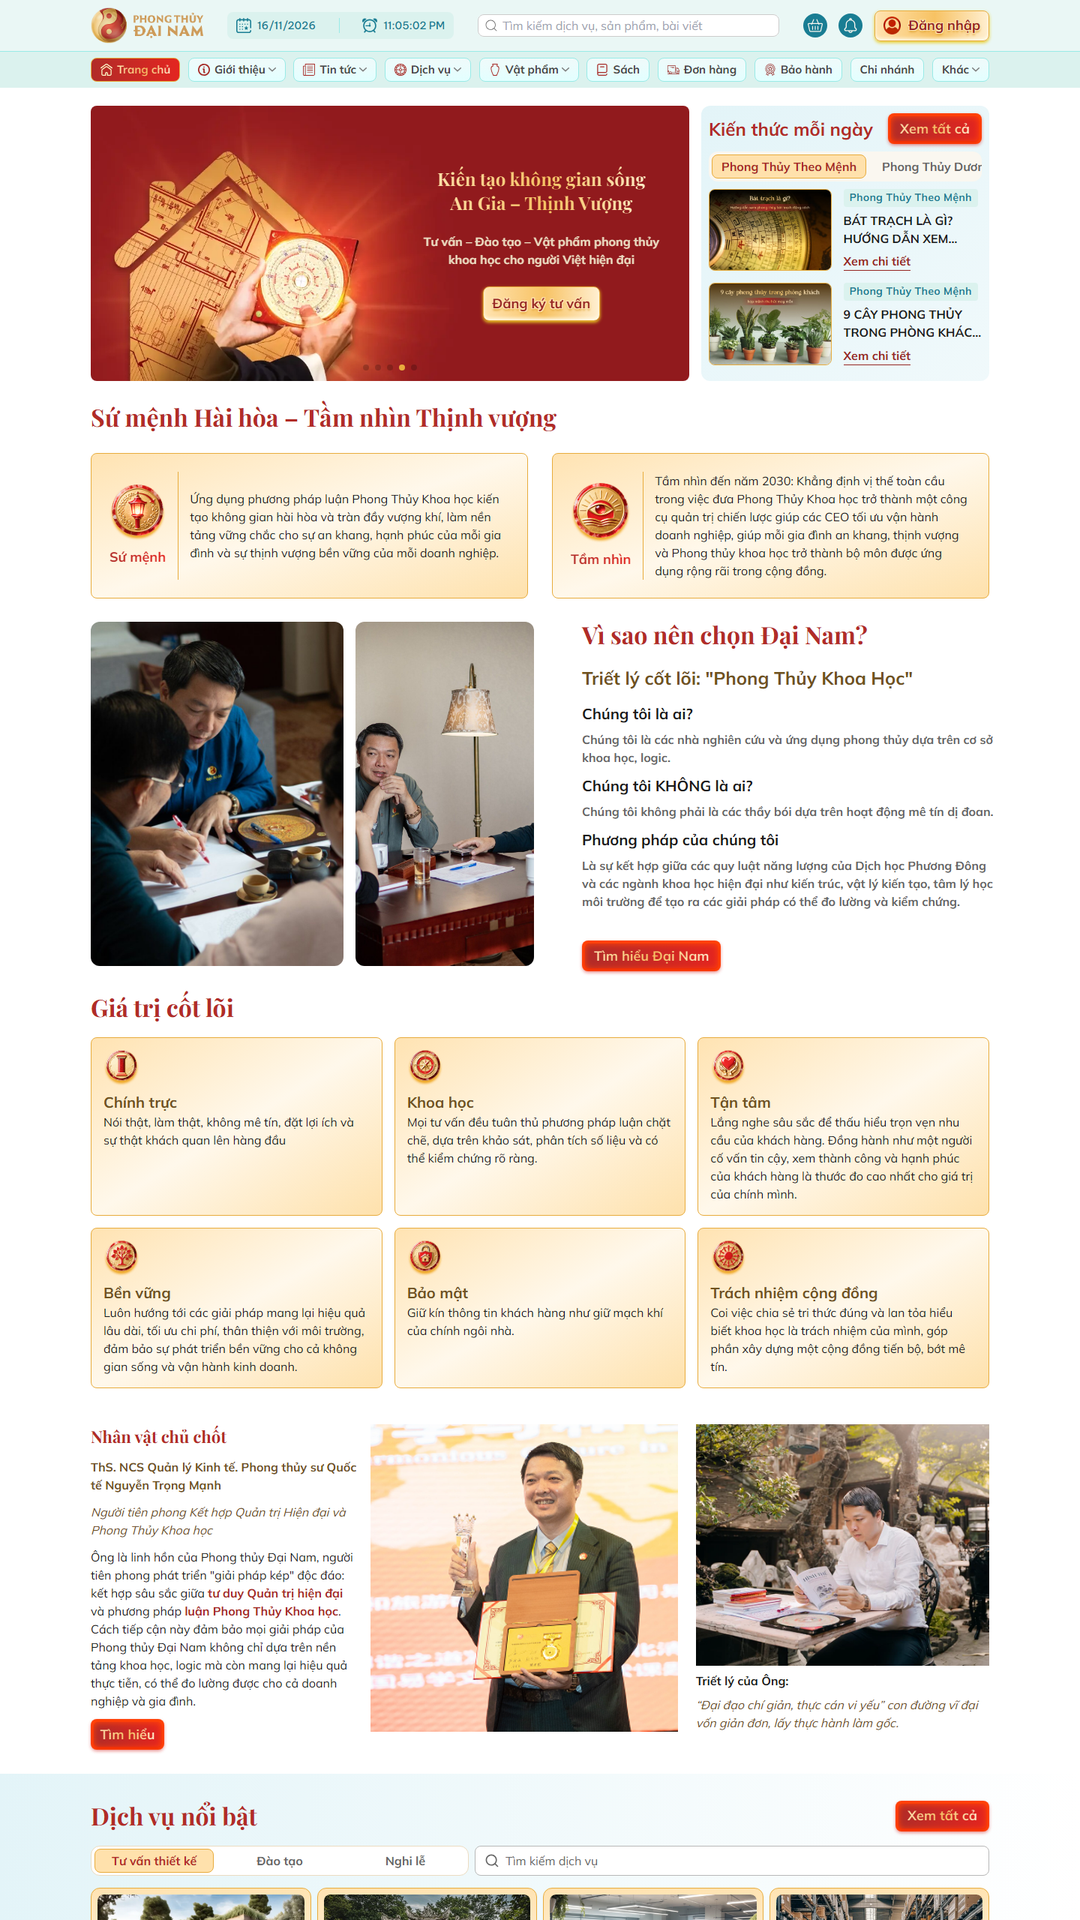 PHONG THỦY
ĐẠI NAM
16/11/2026
11:05:02 PM
Tìm kiếm dịch vụ, sản phẩm, bài viết
Đăng nhập
Trang chủ
Giới thiệu
Tin tức
Dịch vụ
Vật phẩm
Sách
Đơn hàng
Bảo hành
Chi nhánh
Khác
Kiến tạo không gian sống
An Gia – Thịnh Vượng
Tư vấn – Đào tạo – Vật phẩm phong thủy
khoa học cho người Việt hiện đại
Đăng ký tư vấn
Kiến thức mỗi ngày
Xem tất cả
Phong Thủy Theo Mệnh
Phong Thủy Dươn
Bát trạch là gì?
Phong Thủy Theo Mệnh
BÁT TRẠCH LÀ GÌ?
HƯỚNG DẪN XEM...
Xem chi tiết
9 cây phong thủy trong phòng khách
Phong Thủy Theo Mệnh
9 CÂY PHONG THỦY
TRONG PHÒNG KHÁC...
Xem chi tiết
Sứ mệnh Hài hòa – Tầm nhìn Thịnh vượng
Sứ mệnh
Ứng dụng phương pháp luận Phong Thủy Khoa học kiến
tạo không gian hài hòa và tràn đầy vượng khí, làm nền
tảng vững chắc cho sự an khang, hạnh phúc của mỗi gia
đình và sự thịnh vượng bền vững của mỗi doanh nghiệp.
Tầm nhìn
Tầm nhìn đến năm 2030: Khẳng định vị thế toàn cầu
trong việc đưa Phong Thủy Khoa học trở thành một công
cụ quản trị chiến lược giúp các CEO tối ưu vận hành
doanh nghiệp, giúp mỗi gia đình an khang, thịnh vượng
và Phong thủy khoa học trở thành bộ môn được ứng
dụng rộng rãi trong cộng đồng.
Vì sao nên chọn Đại Nam?
Triết lý cốt lõi: "Phong Thủy Khoa Học"
Chúng tôi là ai?
Chúng tôi là các nhà nghiên cứu và ứng dụng phong thủy dựa trên cơ sở
khoa học, logic.
Chúng tôi KHÔNG là ai?
Chúng tôi không phải là các thầy bói dựa trên hoạt động mê tín dị đoan.
Phương pháp của chúng tôi
Là sự kết hợp giữa các quy luật năng lượng của Dịch học Phương Đông
và các ngành khoa học hiện đại như kiến trúc, vật lý kiến tạo, tâm lý học
môi trường để tạo ra các giải pháp có thể đo lường và kiểm chứng.
Tìm hiểu Đại Nam
Giá trị cốt lõi
Chính trực
Nói thật, làm thật, không mê tín, đặt lợi ích và
sự thật khách quan lên hàng đầu
Khoa học
Mọi tư vấn đều tuân thủ phương pháp luận chặt
chẽ, dựa trên khảo sát, phân tích số liệu và có
thể kiểm chứng rõ ràng.
Tận tâm
Lắng nghe sâu sắc để thấu hiểu trọn vẹn nhu
cầu của khách hàng. Đồng hành như một người
cố vấn tin cậy, xem thành công và hạnh phúc
của khách hàng là thước đo cao nhất cho giá trị
của chính mình.
Bền vững
Luôn hướng tới các giải pháp mang lại hiệu quả
lâu dài, tối ưu chi phí, thân thiện với môi trường,
đảm bảo sự phát triển bền vững cho cả không
gian sống và vận hành kinh doanh.
Bảo mật
Giữ kín thông tin khách hàng như giữ mạch khí
của chính ngôi nhà.
Trách nhiệm cộng đồng
Coi việc chia sẻ tri thức đúng và lan tỏa hiểu
biết khoa học là trách nhiệm của mình, góp
phần xây dựng một cộng đồng tiến bộ, bớt mê
tín.
Nhân vật chủ chốt
ThS. NCS Quản lý Kinh tế. Phong thủy sư Quốc
tế Nguyễn Trọng Mạnh
Người tiên phong Kết hợp Quản trị Hiện đại và
Phong Thủy Khoa học
Ông là linh hồn của Phong thủy Đại Nam, người
tiên phong phát triển "giải pháp kép" độc đáo:
kết hợp sâu sắc giữa tư duy Quản trị hiện đại
và phương pháp luận Phong Thủy Khoa học.
Cách tiếp cận này đảm bảo mọi giải pháp của
Phong thủy Đại Nam không chỉ dựa trên nền
tảng khoa học, logic mà còn mang lại hiệu quả
thực tiễn, có thể đo lường được cho cả doanh
nghiệp và gia đình.
Tìm hiểu
Triết lý của Ông:
“Đại đạo chí giản, thực cán vi yếu” con đường vĩ đại
vốn giản đơn, lấy thực hành làm gốc.
Dịch vụ nổi bật
Xem tất cả
Tư vấn thiết kế
Đào tạo
Nghi lễ
Tìm kiếm dịch vụ